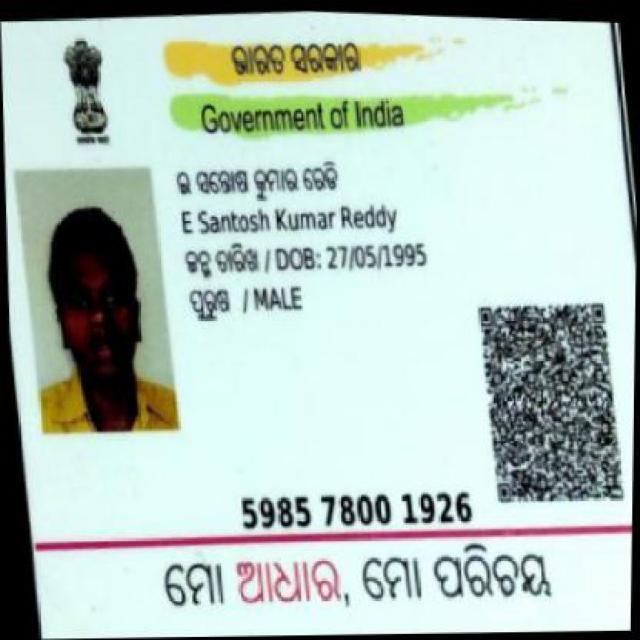 ଭାରତ ସରକାର
Government of India
ଇ ସନ୍ତୋଷ କୁମାର ରେଡି
E Santosh Kumar Reddy
ଜନ୍ମ ତାରିଖ / DOB: 27/05/1995
ପୁରୁଷ / MALE
5985 7800 1926
ମୋ ଆଧାର, ମୋ ପରିଚୟ